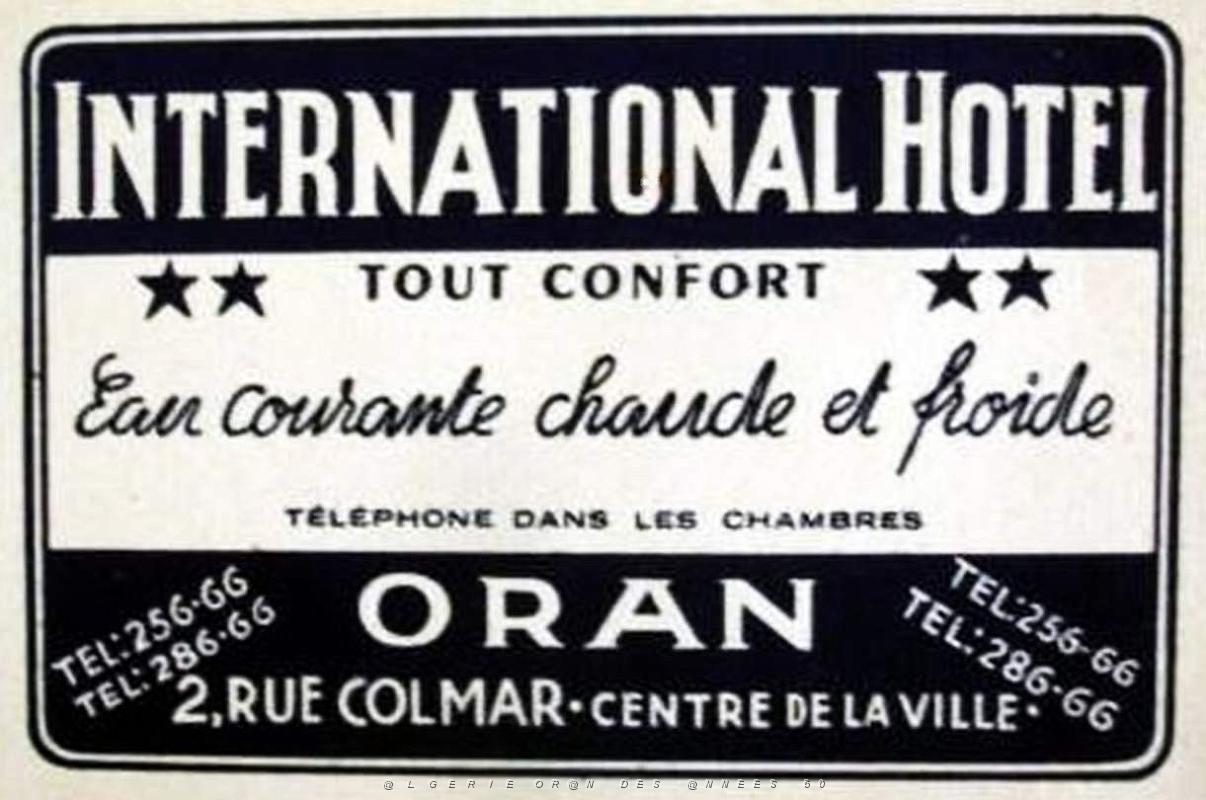 INTERNATIONAL HOTEL
TOUT CONFORT
Eau courante chaude et froide
TÉLÉPHONE DANS LES CHAMBRES
ORAN
TEL:256-66
TEL:286-66
TEL:256-66
TEL:286-66
2, RUE COLMAR · CENTRE DE LA VILLE ·
@LGERIE OR@N DES @NNEES 50